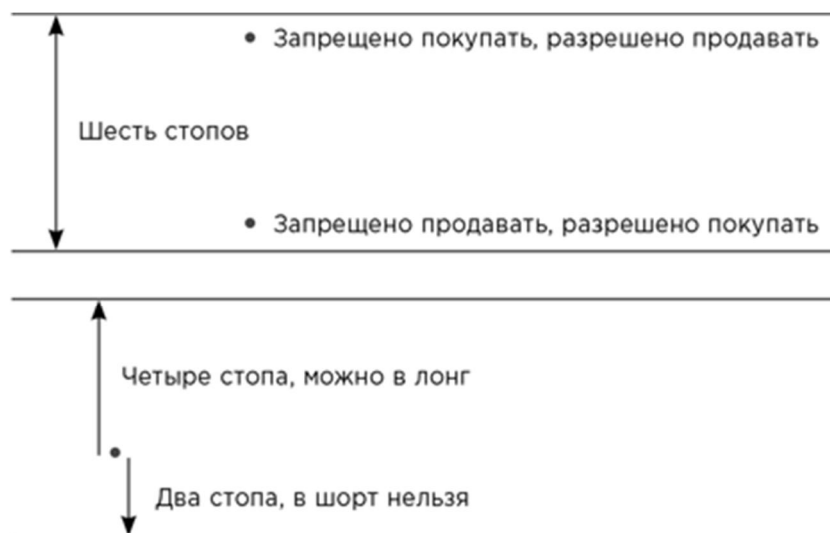 Запрещено покупать, разрешено продавать
Шесть стопов
Запрещено продавать, разрешено покупать
Четыре стопа, можно в лонг
Два стопа, в шорт нельзя